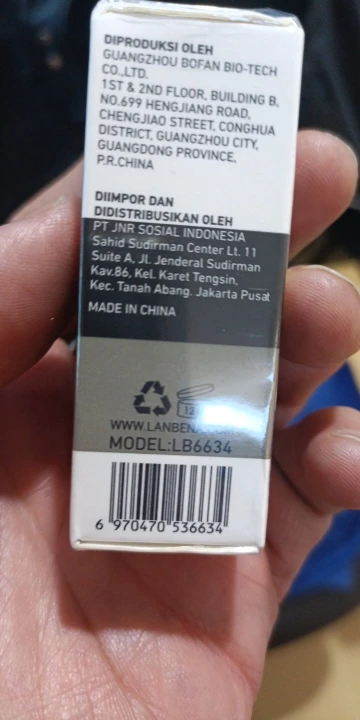 DIPRODUKSI OLEH
GUANGZHOU BOFAN BIO-TECH
CO.,LTD.
1ST & 2ND FLOOR, BUILDING B,
NO.699 HENGJIANG ROAD,
CHENGJIAO STREET, CONGHUA
DISTRICT, GUANGZHOU CITY,
GUANGDONG PROVINCE,
P.R.CHINA
DIIMPOR DAN
DIDISTRIBUSIKAN OLEH
PT JNR SOSIAL INDONESIA
Sahid Sudirman Center Lt. 11
Suite A, Jl. Jenderal Sudirman
Kav.86, Kel. Karet Tengsin,
Kec. Tanah Abang. Jakarta Pusat
MADE IN CHINA
MODEL:LB6634
6 970470 536634